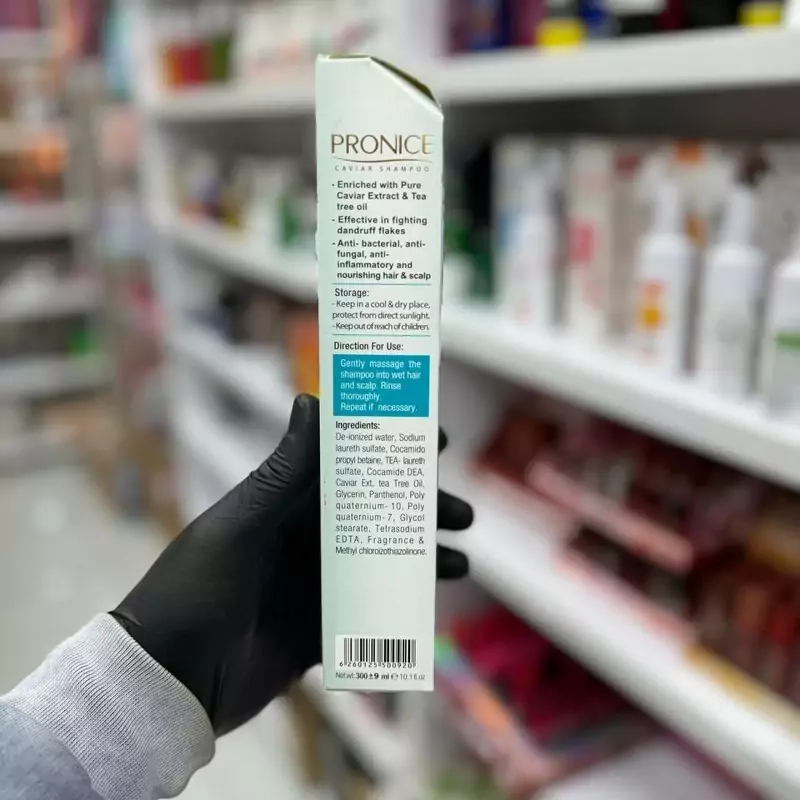 PRONICE
CAVIAR SHAMPOO
- Enriched with Pure
Caviar Extract & Tea
tree oil
- Effective in fighting
dandruff flakes
- Anti- bacterial, anti-
fungal, anti-
inflammatory and
nourishing hair & scalp
Storage:
- Keep in a cool & dry place,
protect from direct sunlight.
- Keep out of reach of children.
Direction For Use:
Gently massage the
shampoo into wet hair
and scalp. Rinse
thoroughly.
Repeat if necessary.
Ingredients:
De-ionized water, Sodium
laureth sulfate, Cocamido
propyl betaine, TEA- laureth
sulfate, Cocamide DEA,
Caviar Ext, tea Tree Oil,
Glycerin, Panthenol, Poly
quaternium- 10, Poly
quaternium- 7, Glycol
stearate, Tetrasodium
EDTA, Fragrance &
Methyl chloroizothiazolinone.
6 260125 500920
Net wt: 300±9 ml ℮ 10.1 fl.oz